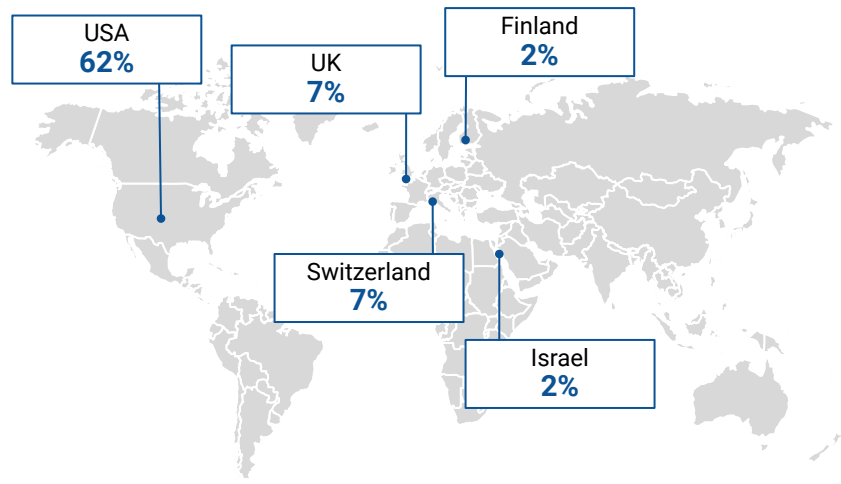 USA
62%
UK
7%
Finland
2%
Switzerland
7%
Israel
2%